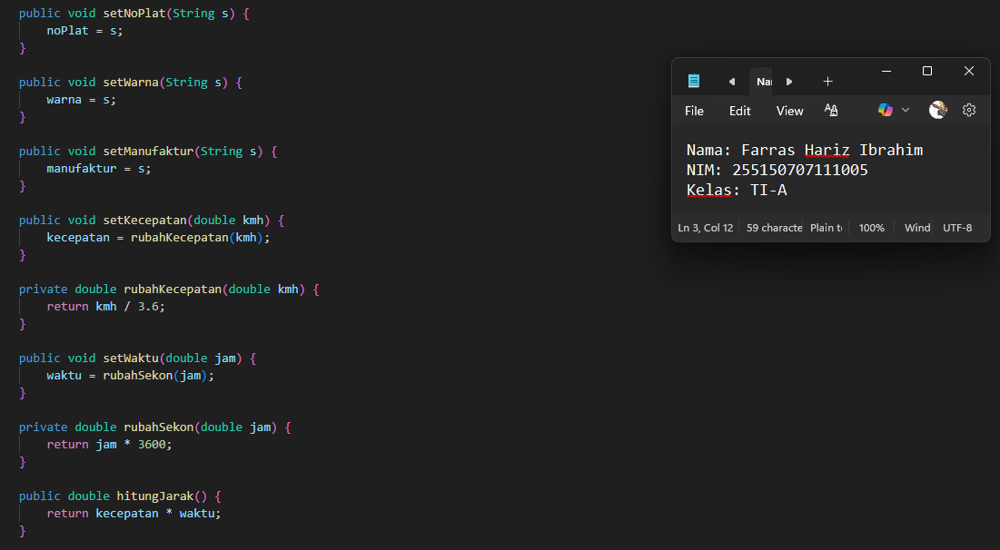 public void setNoPlat(String s) {
    noPlat = s;
}
public void setWarna(String s) {
    warna = s;
}
public void setManufaktur(String s) {
    manufaktur = s;
}
public void setKecepatan(double kmh) {
    kecepatan = rubahKecepatan(kmh);
}
private double rubahKecepatan(double kmh) {
    return kmh / 3.6;
}
public void setWaktu(double jam) {
    waktu = rubahSekon(jam);
}
private double rubahSekon(double jam) {
    return jam * 3600;
}
public double hitungJarak() {
    return kecepatan * waktu;
}
Nar
File Edit View
Nama: Farras Hariz Ibrahim
NIM: 255150707111005
Kelas: TI-A
Ln 3, Col 12 59 characte Plain t 100% Wind UTF-8